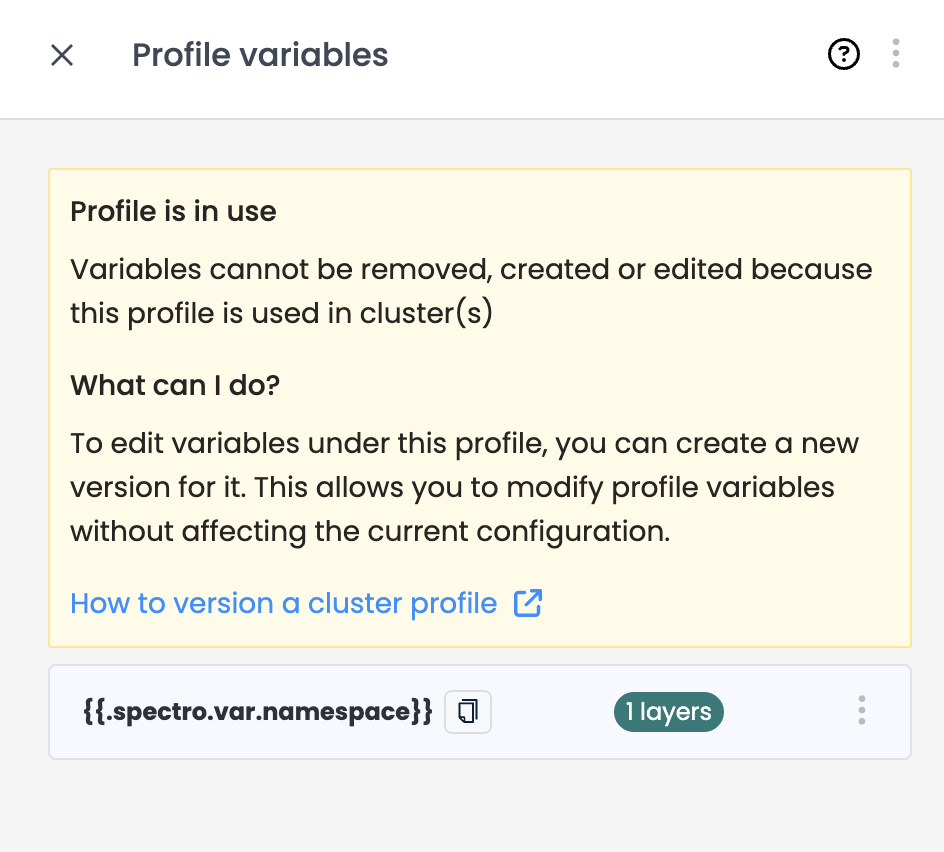 Profile variables
?
Profile is in use
Variables cannot be removed, created or edited because
this profile is used in cluster(s)
What can I do?
To edit variables under this profile, you can create a new
version for it. This allows you to modify profile variables
without affecting the current configuration.
How to version a cluster profile
{{.spectro.var.namespace}} 1 layers